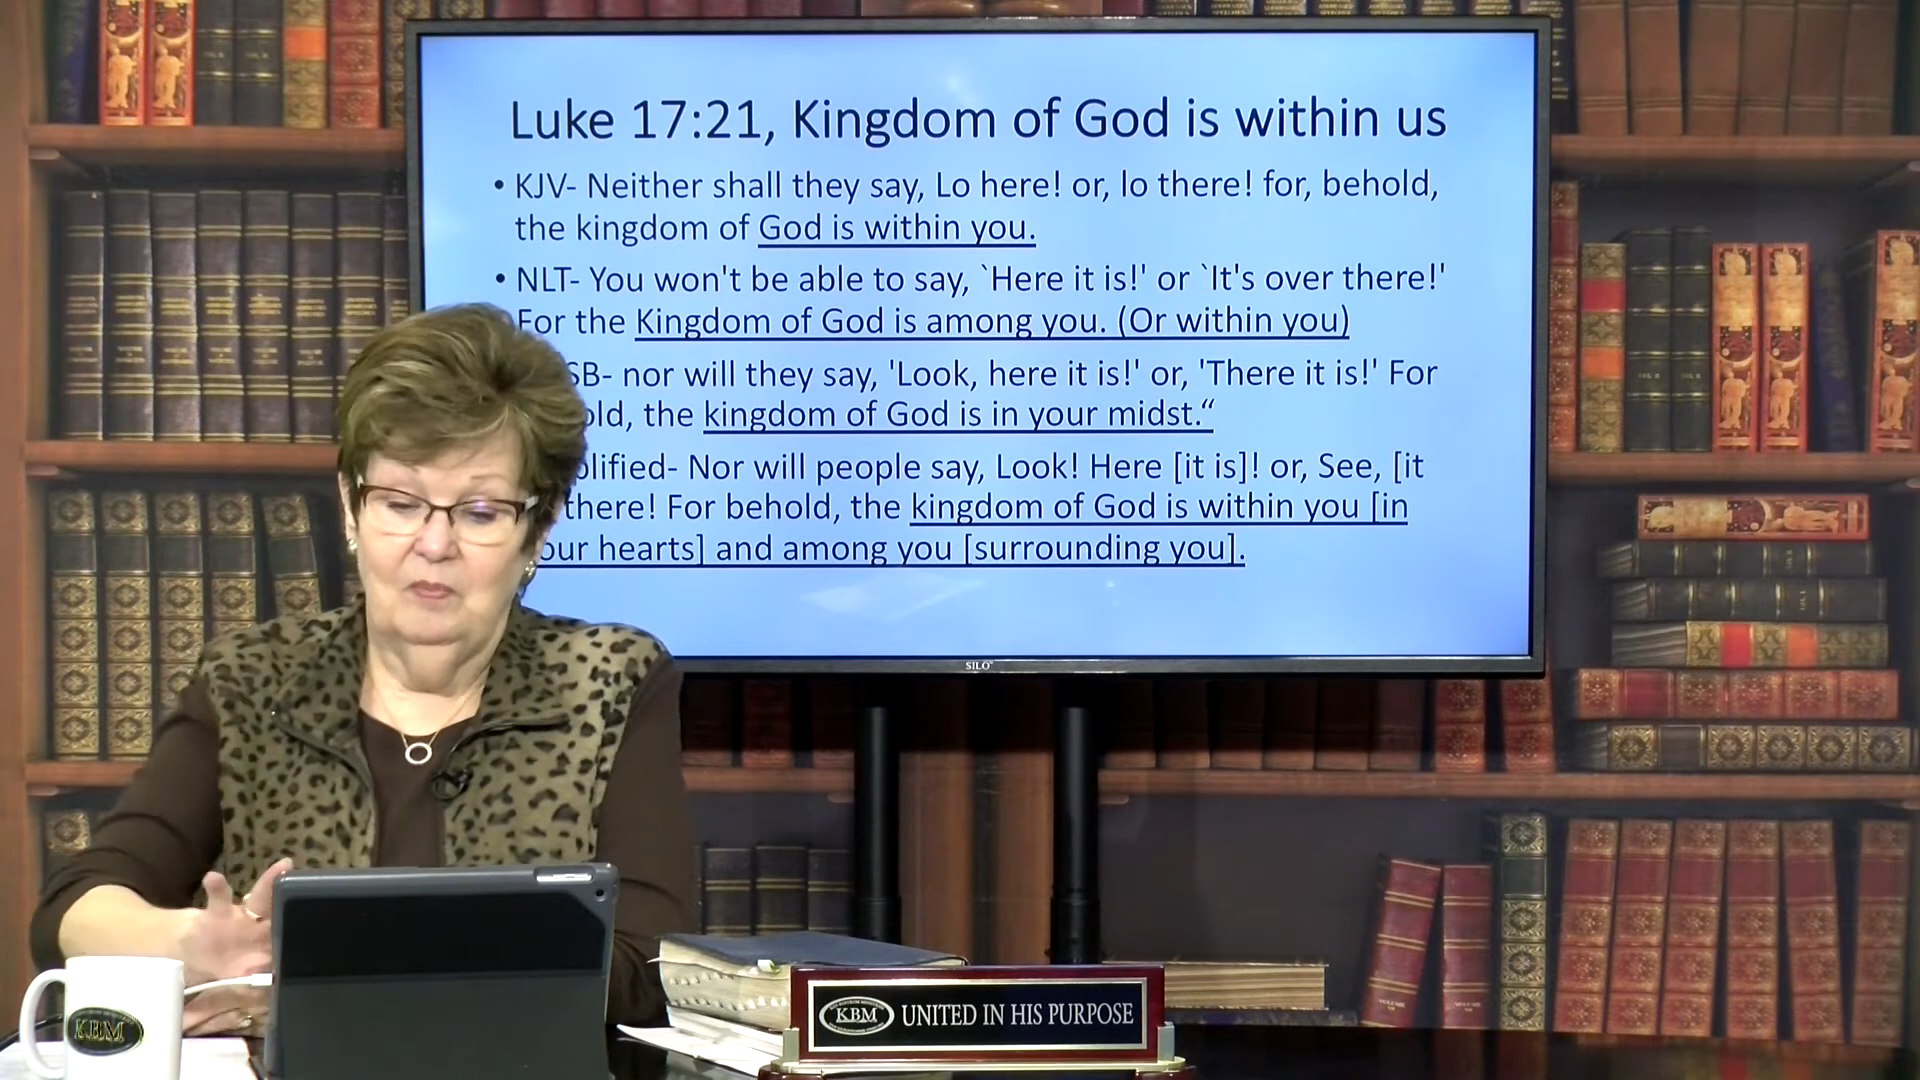 Luke 17:21, Kingdom of God is within us
• KJV- Neither shall they say, Lo here! or, lo there! for, behold,
the kingdom of God is within you.
• NLT- You won't be able to say, `Here it is!' or `It's over there!'
For the Kingdom of God is among you. (Or within you)
SB- nor will they say, 'Look, here it is!' or, 'There it is!' For
old, the kingdom of God is in your midst.“
plified- Nor will people say, Look! Here [it is]! or, See, [it
there! For behold, the kingdom of God is within you [in
our hearts] and among you [surrounding you].
SILO
KBM
KBM UNITED IN HIS PURPOSE